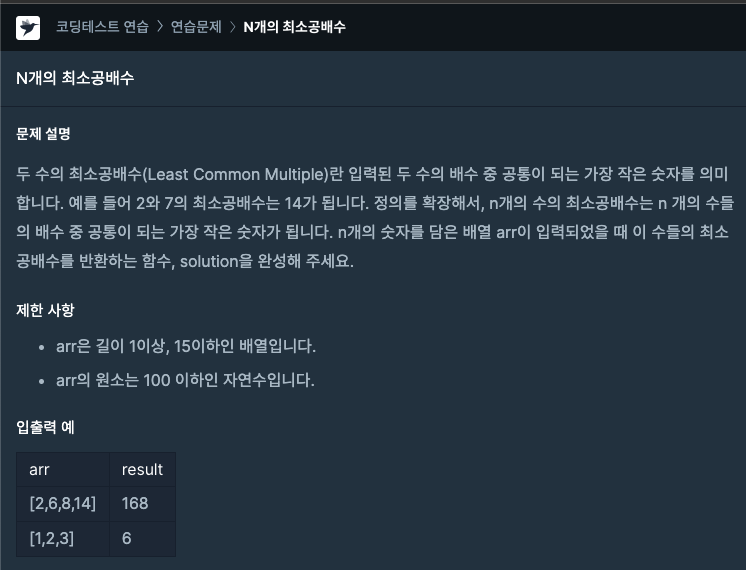 코딩테스트 연습 > 연습문제 > N개의 최소공배수
N개의 최소공배수
문제 설명
두 수의 최소공배수(Least Common Multiple)란 입력된 두 수의 배수 중 공통이 되는 가장 작은 숫자를 의미
합니다. 예를 들어 2와 7의 최소공배수는 14가 됩니다. 정의를 확장해서, n개의 수의 최소공배수는 n 개의 수들
의 배수 중 공통이 되는 가장 작은 숫자가 됩니다. n개의 숫자를 담은 배열 arr이 입력되었을 때 이 수들의 최소
공배수를 반환하는 함수, solution을 완성해 주세요.
제한 사항
• arr은 길이 1이상, 15이하인 배열입니다.
• arr의 원소는 100 이하인 자연수입니다.
입출력 예
arr result
[2,6,8,14] 168
[1,2,3] 6